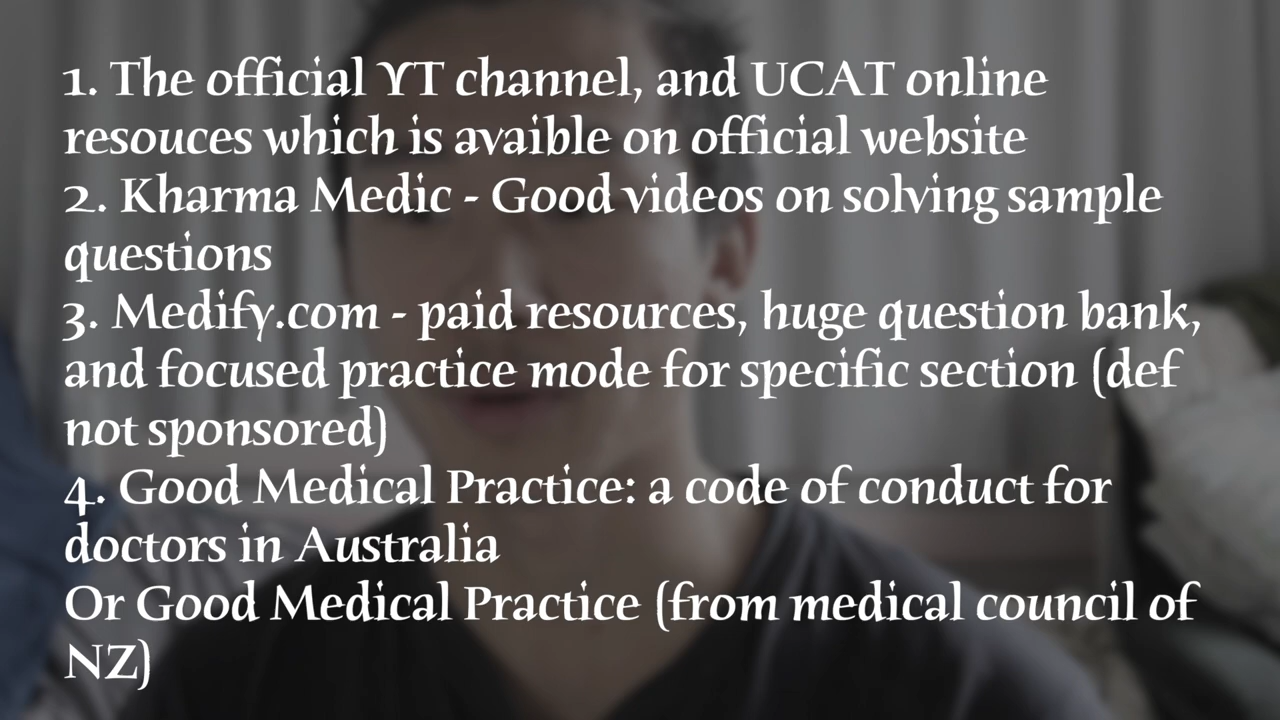 1. The official YT channel, and UCAT online
resouces which is avaible on official website
2. Kharma Medic - Good videos on solving sample
questions
3. Medify.com - paid resources, huge question bank,
and focused practice mode for specific section (def
not sponsored)
4. Good Medical Practice: a code of conduct for
doctors in Australia
Or Good Medical Practice (from medical council of
NZ)